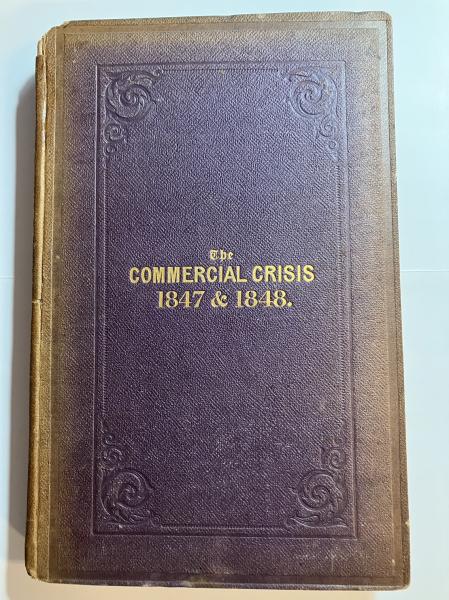 The
COMMERCIAL CRISIS
1847 & 1848.